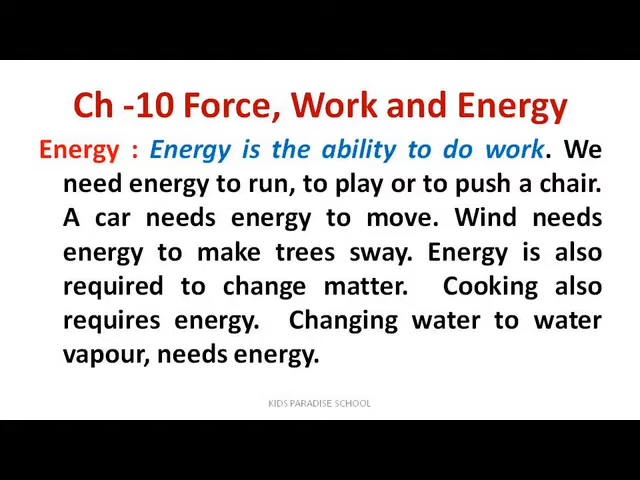 Ch -10 Force, Work and Energy
Energy : Energy is the ability to do work. We
need energy to run, to play or to push a chair.
A car needs energy to move. Wind needs
energy to make trees sway. Energy is also
required to change matter. Cooking also
requires energy. Changing water to water
vapour, needs energy.
KIDS PARADISE SCHOOL